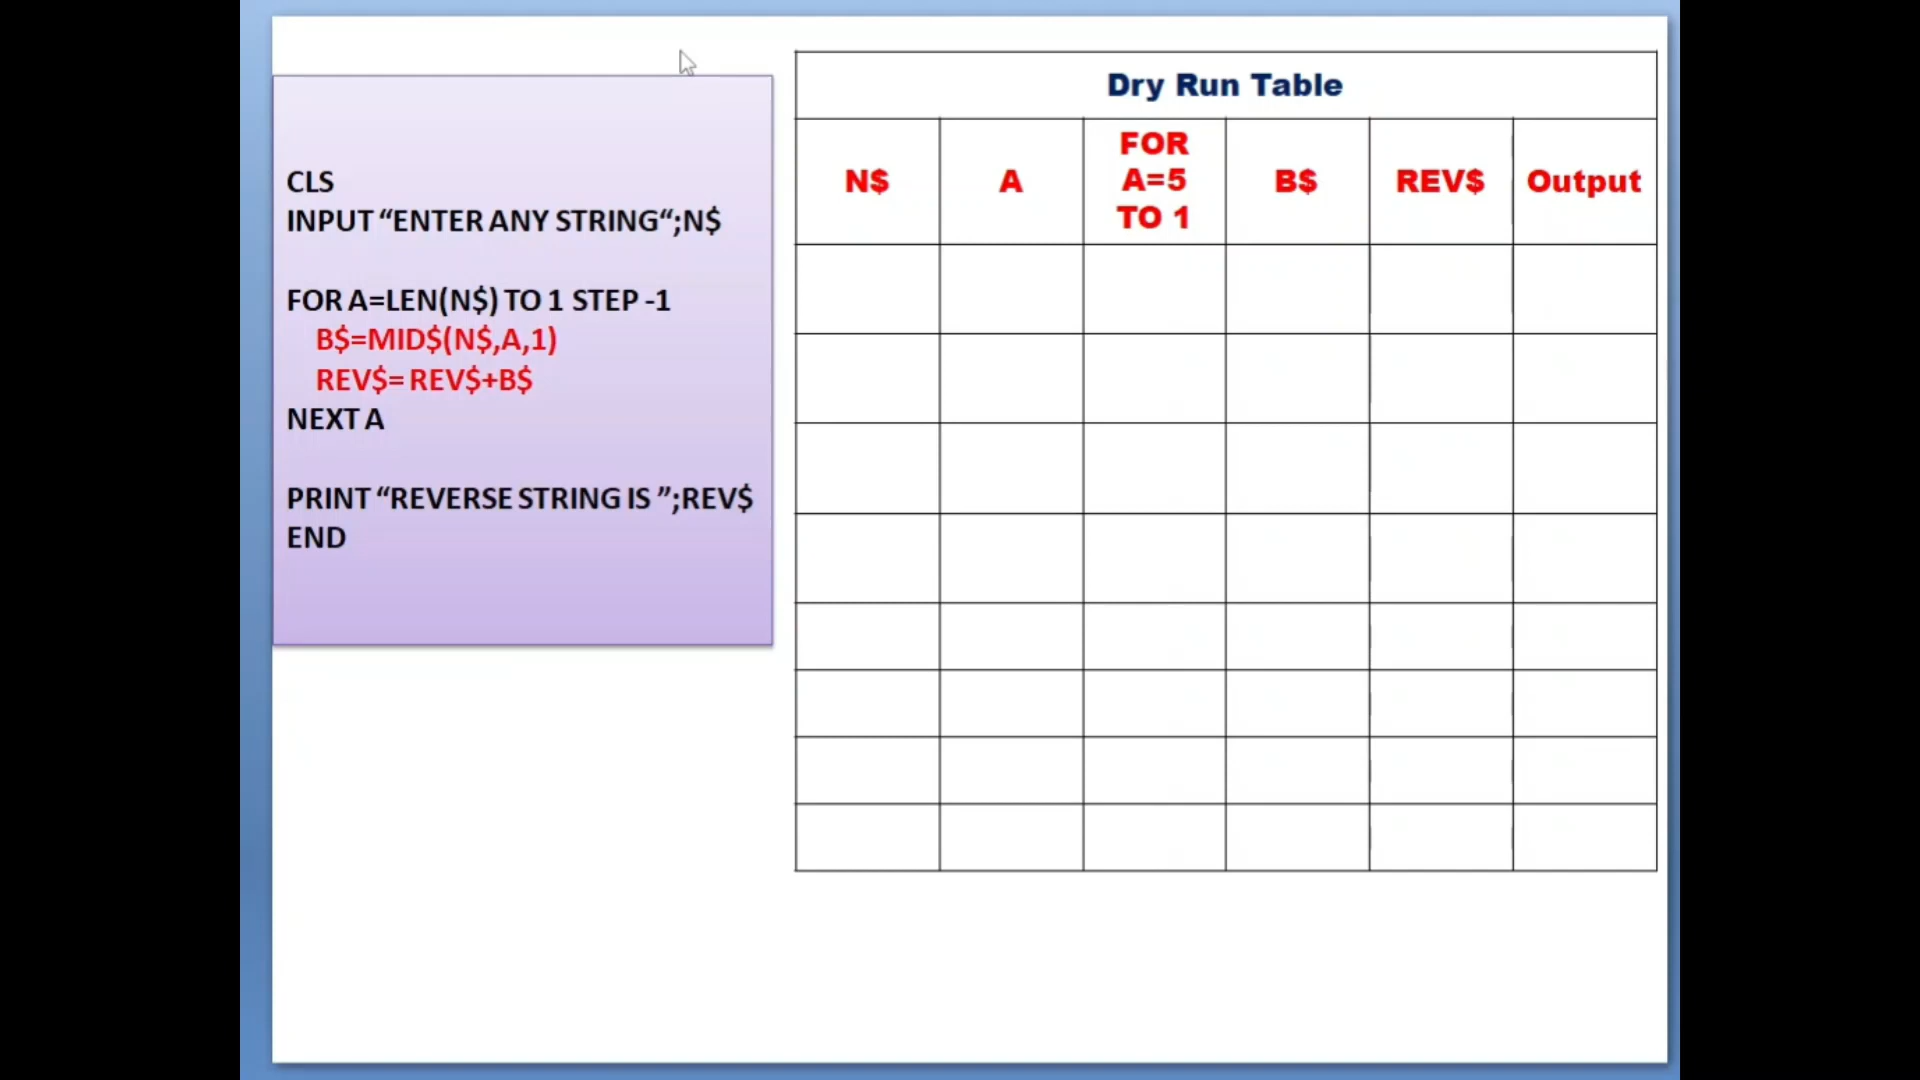 CLS
INPUT “ENTER ANY STRING“;N$
FOR A=LEN(N$) TO 1 STEP -1
B$=MID$(N$,A,1)
REV$= REV$+B$
NEXT A
PRINT “REVERSE STRING IS ”;REV$
END
Dry Run Table
N$
A
FOR
A=5
TO 1
B$
REV$
Output